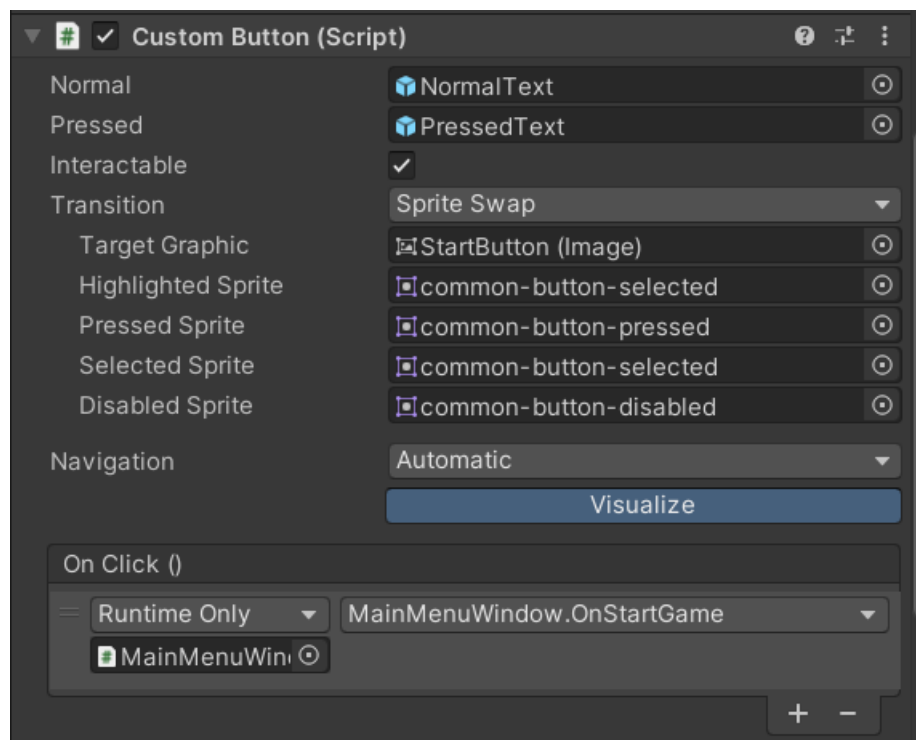 Custom Button (Script)
Normal NormalText
Pressed PressedText
Interactable
Transition Sprite Swap
Target Graphic StartButton (Image)
Highlighted Sprite common-button-selected
Pressed Sprite common-button-pressed
Selected Sprite common-button-selected
Disabled Sprite common-button-disabled
Navigation Automatic
Visualize
On Click ()
Runtime Only MainMenuWindow.OnStartGame
MainMenuWin